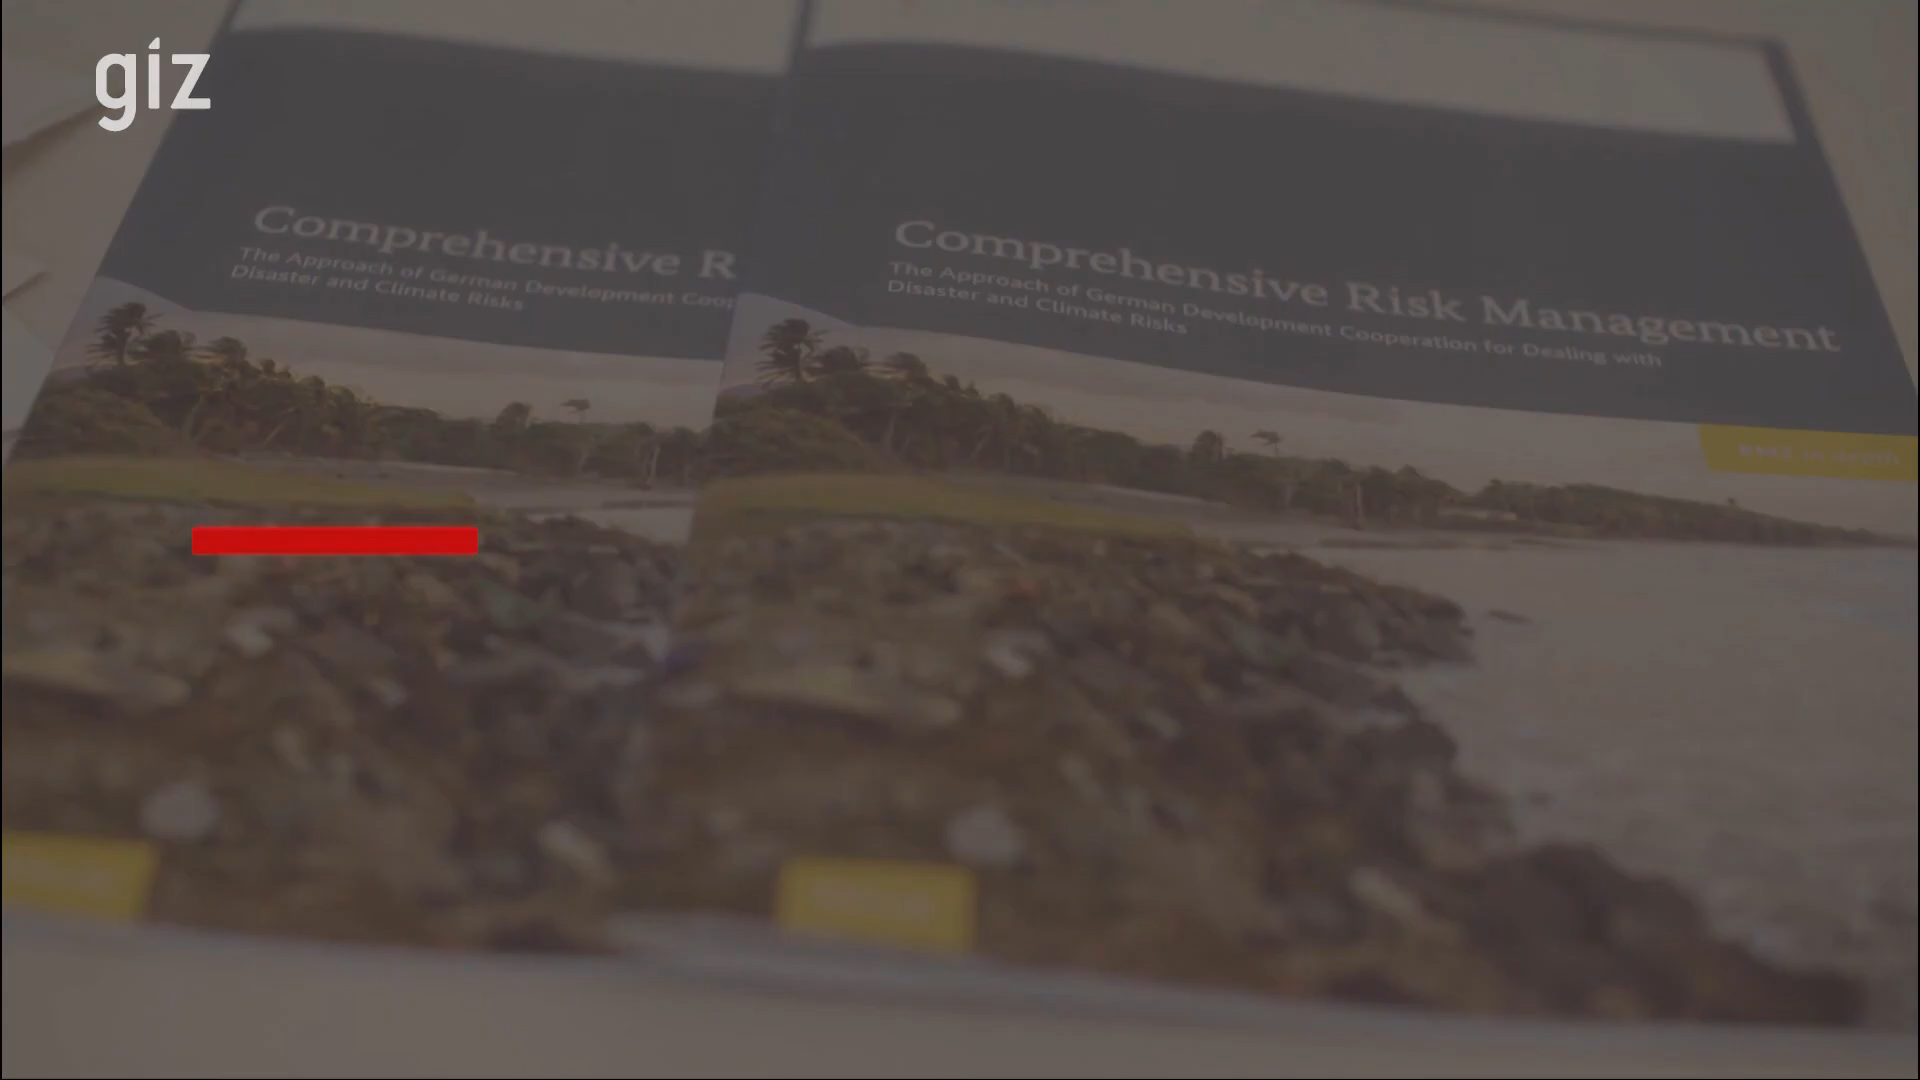 giz
Comprehensive R
The Approach of German Development Coop
Disaster and Climate Risks
Comprehensive Risk Management
The Approach of German Development Cooperation for Dealing with
Disaster and Climate Risks